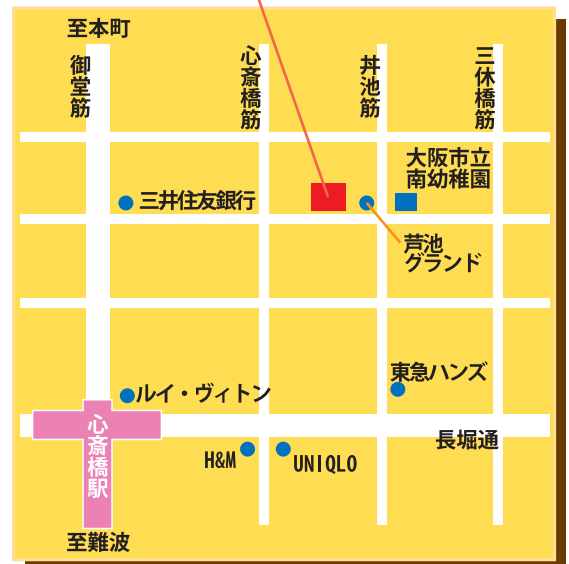 至本町
御堂筋
心斎橋筋
丼池筋
三休橋筋
大阪市立
南幼稚園
三井住友銀行
芦池
グランド
東急ハンズ
ルイ・ヴィトン
心斎橋駅
長堀通
H&M
UNIQLO
至難波